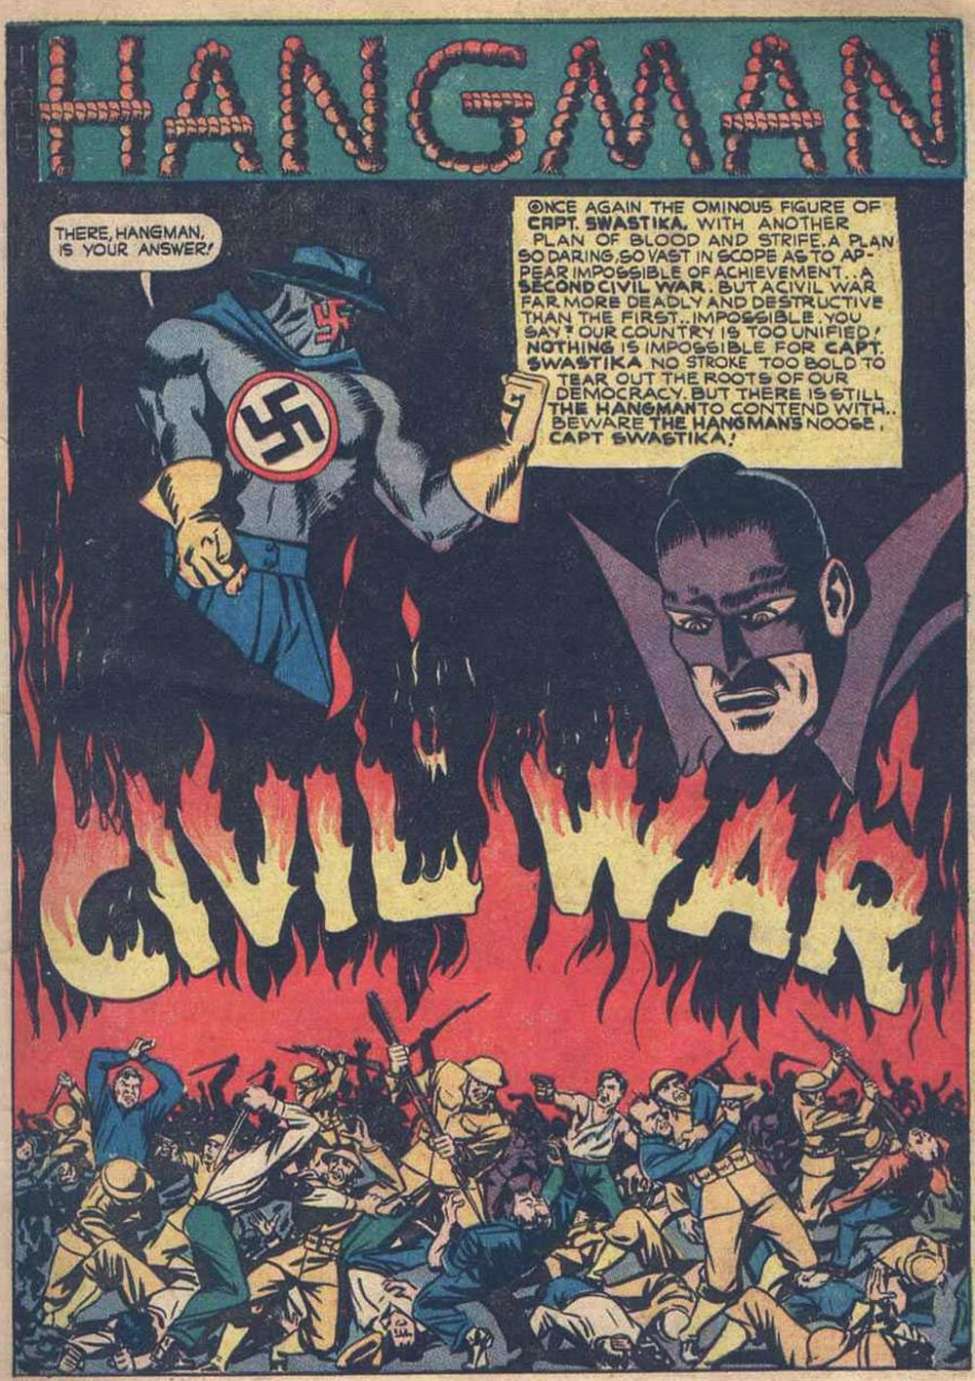 THE
HANGMAN
THERE, HANGMAN,
IS YOUR ANSWER!
ONCE AGAIN THE OMINOUS FIGURE OF
CAPT. SWASTIKA, WITH ANOTHER
PLAN OF BLOOD AND STRIFE. A PLAN
SO DARING, SO VAST IN SCOPE AS TO AP-
PEAR IMPOSSIBLE OF ACHIEVEMENT.. A
SECOND CIVIL WAR. BUT A CIVIL WAR
FAR MORE DEADLY AND DESTRUCTIVE
THAN THE FIRST.. IMPOSSIBLE, YOU
SAY? OUR COUNTRY IS TOO UNIFIED!
NOTHING IS IMPOSSIBLE FOR CAPT.
SWASTIKA NO STROKE TOO BOLD TO
TEAR OUT THE ROOTS OF OUR
DEMOCRACY. BUT THERE IS STILL
THE HANGMAN TO CONTEND WITH..
BEWARE THE HANGMANS NOOSE,
CAPT SWASTIKA!
CIVIL WAR